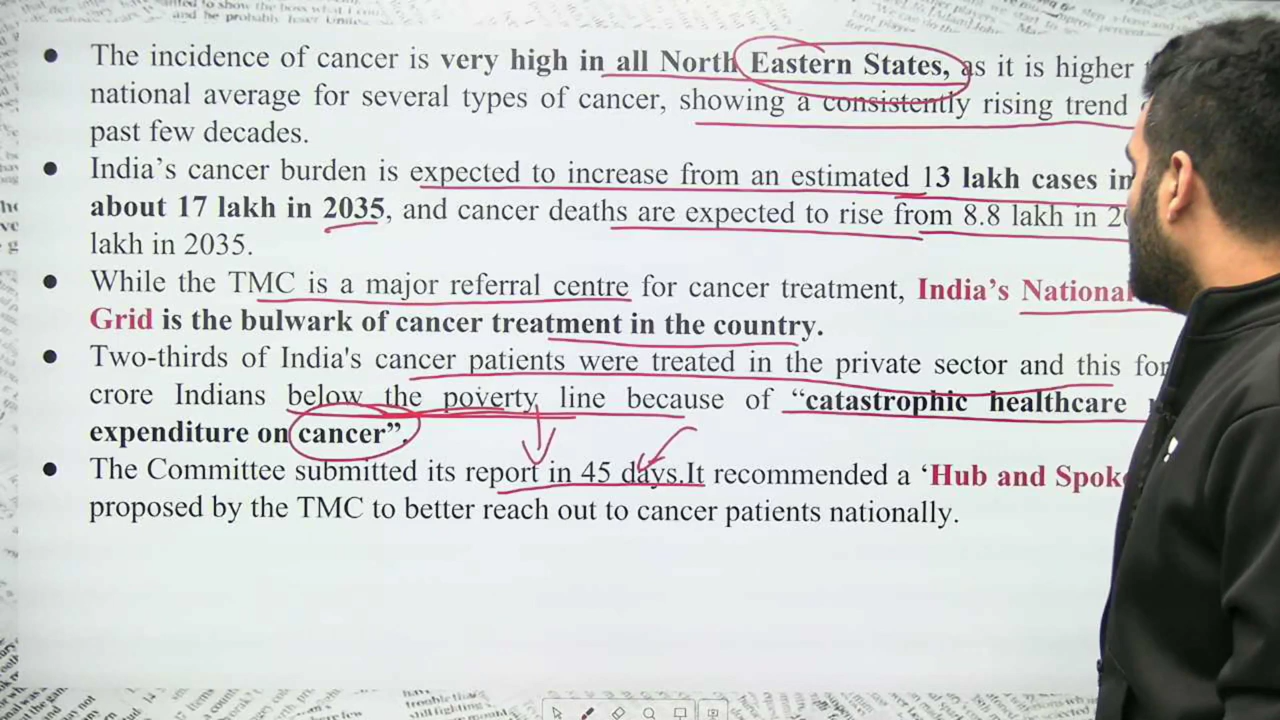 ● The incidence of cancer is very high in all North Eastern States, as it is higher
national average for several types of cancer, showing a consistently rising trend
past few decades.
● India's cancer burden is expected to increase from an estimated 13 lakh cases in
about 17 lakh in 2035, and cancer deaths are expected to rise from 8.8 lakh in
lakh in 2035.
● While the TMC is a major referral centre for cancer treatment, India's National
Grid is the bulwark of cancer treatment in the country.
● Two-thirds of India's cancer patients were treated in the private sector and this
crore Indians below the poverty line because of “catastrophic healthcare
expenditure on cancer”.
● The Committee submitted its report in 45 days.It recommended a ‘Hub and
proposed by the TMC to better reach out to cancer patients nationally.